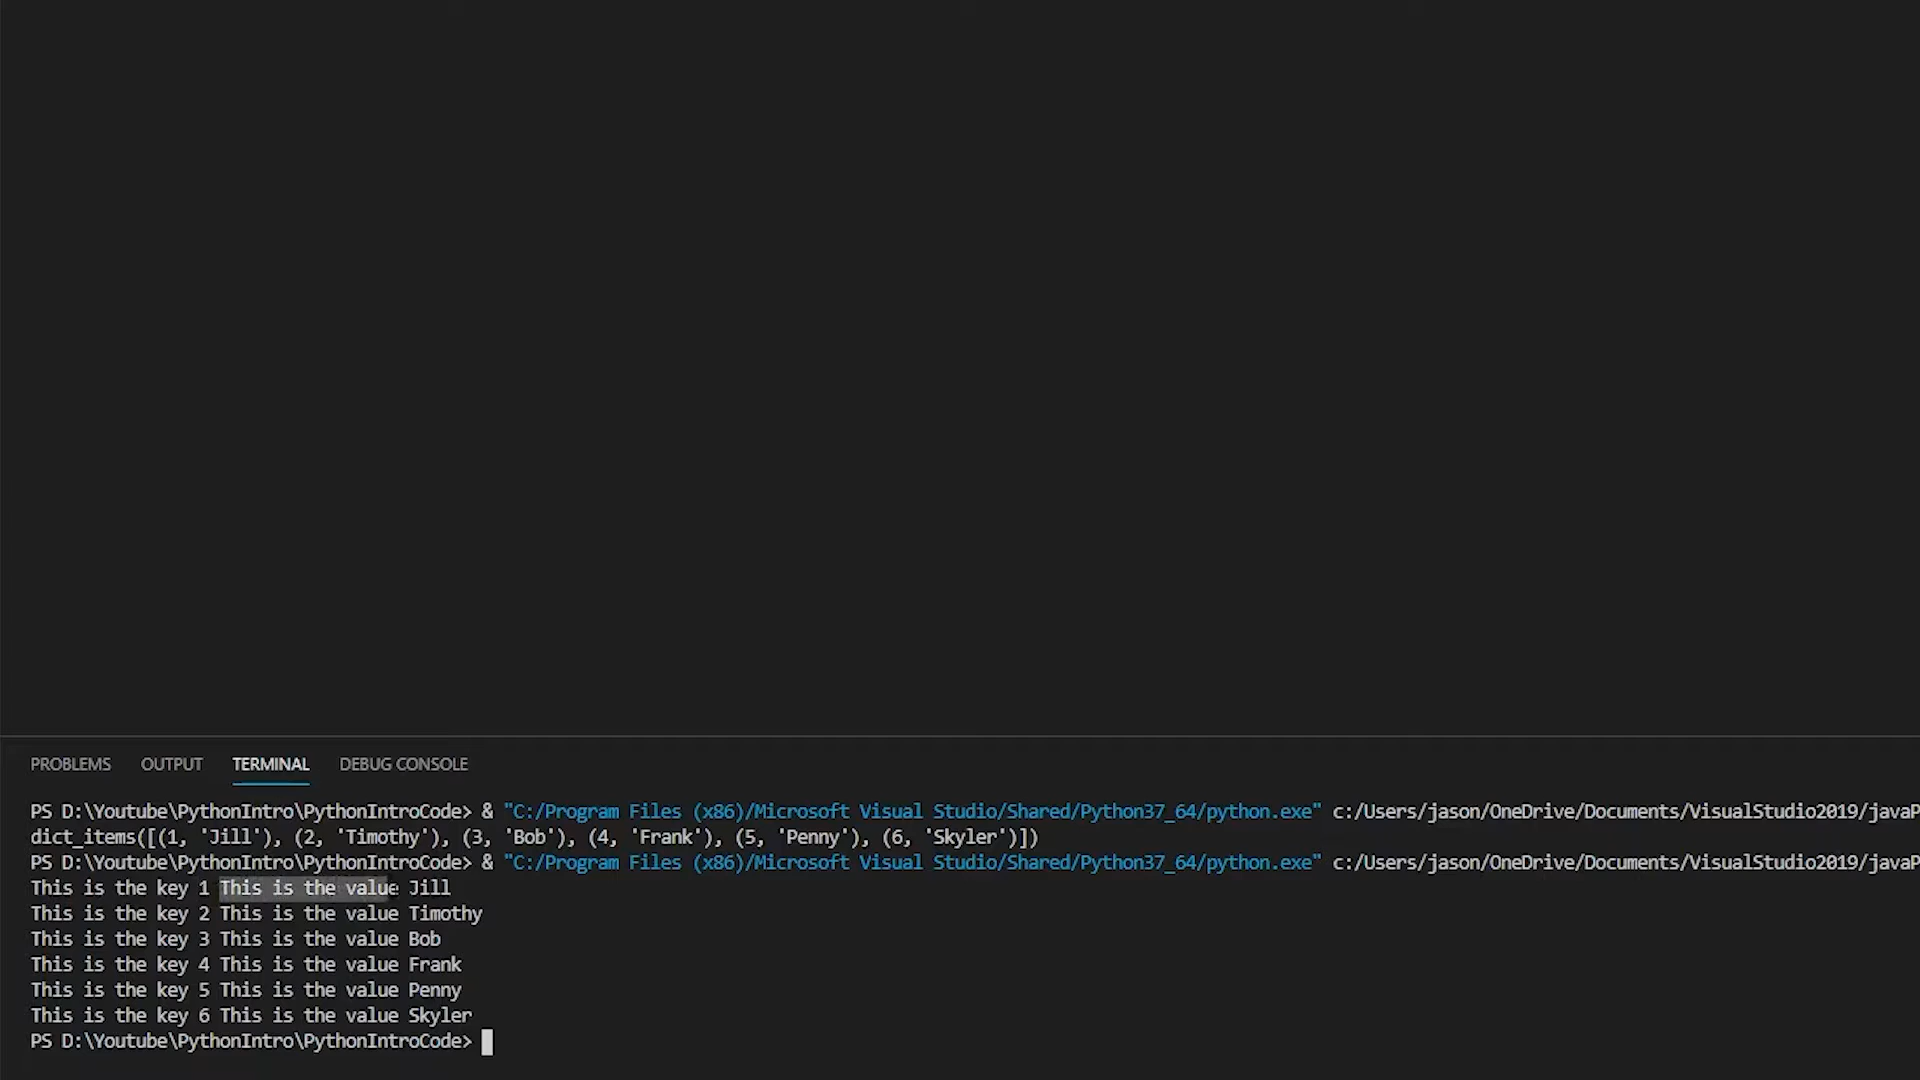 PROBLEMS OUTPUT TERMINAL DEBUG CONSOLE
PS D:\Youtube\PythonIntro\PythonIntroCode> & "C:/Program Files (x86)/Microsoft Visual Studio/Shared/Python37_64/python.exe" c:/Users/jason/OneDrive/Documents/VisualStudio2019/javaP
dict_items([(1, 'Jill'), (2, 'Timothy'), (3, 'Bob'), (4, 'Frank'), (5, 'Penny'), (6, 'Skyler')])
PS D:\Youtube\PythonIntro\PythonIntroCode> & "C:/Program Files (x86)/Microsoft Visual Studio/Shared/Python37_64/python.exe" c:/Users/jason/OneDrive/Documents/VisualStudio2019/javaP
This is the key 1 This is the value Jill
This is the key 2 This is the value Timothy
This is the key 3 This is the value Bob
This is the key 4 This is the value Frank
This is the key 5 This is the value Penny
This is the key 6 This is the value Skyler
PS D:\Youtube\PythonIntro\PythonIntroCode>